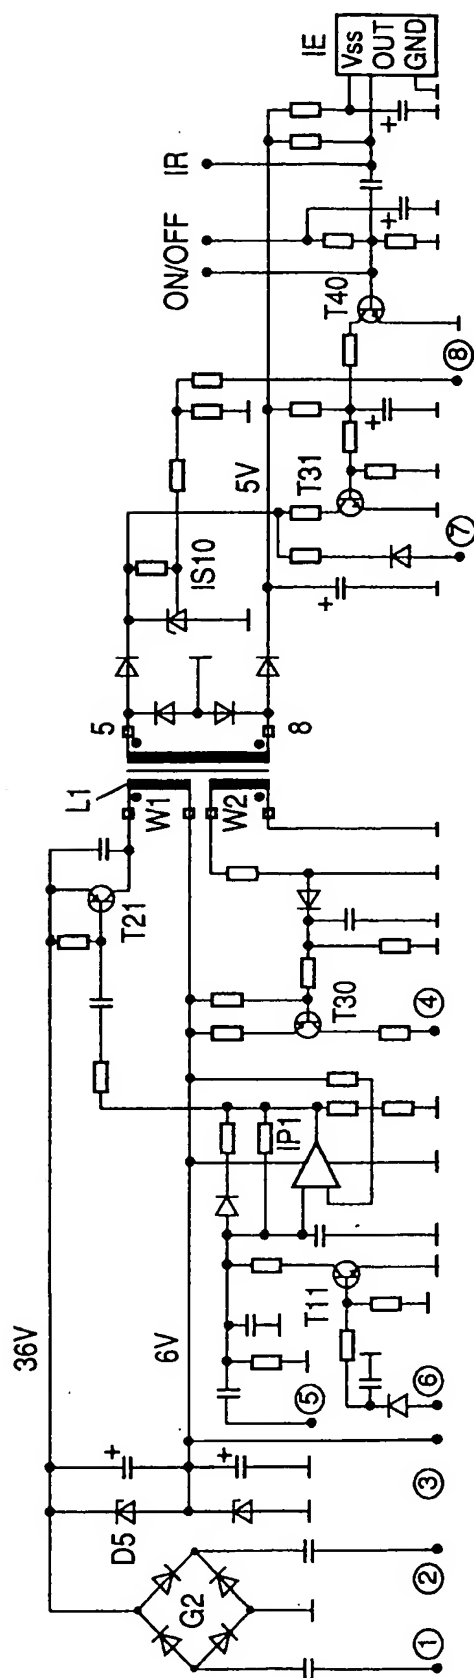 36V
6V
5V
D5
G2
T11
IP1
T30
T21
L1
W1
W2
5
8
IS10
T31
T40
ON/OFF
IR
IE
Vss
OUT
GND
+
+
+
+
+
+
1
2
3
4
5
6
7
8